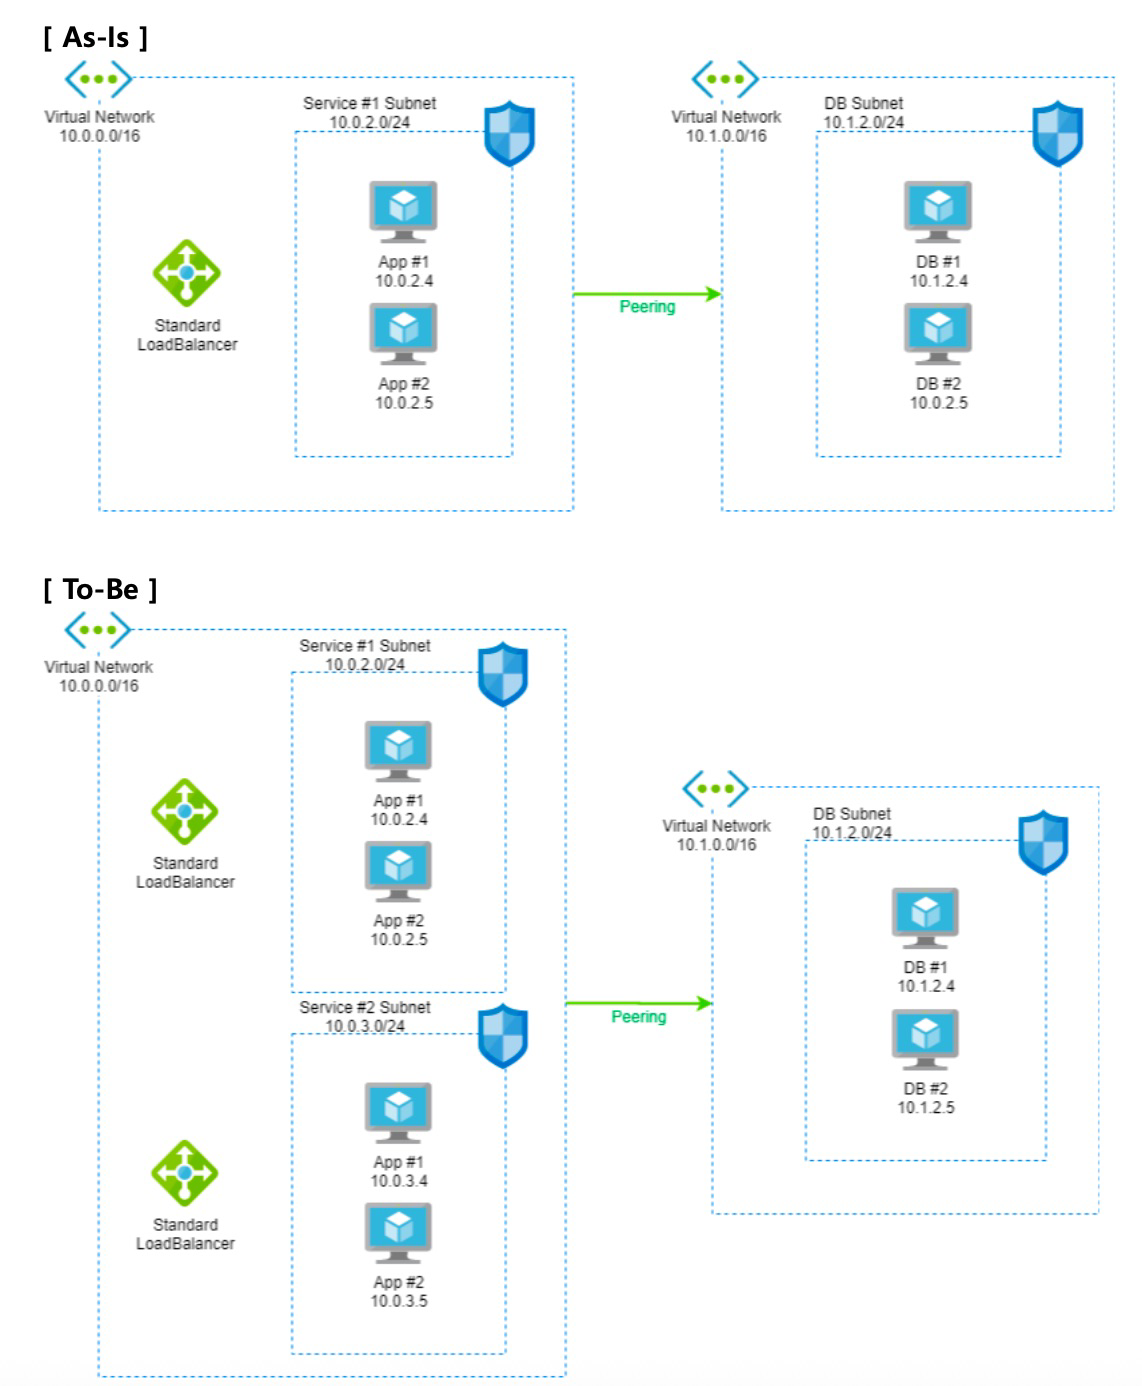 [ As-Is ]
Virtual Network
10.0.0.0/16
Service #1 Subnet
10.0.2.0/24
Standard
LoadBalancer
App #1
10.0.2.4
App #2
10.0.2.5
Peering
Virtual Network
10.1.0.0/16
DB Subnet
10.1.2.0/24
DB #1
10.1.2.4
DB #2
10.0.2.5
[ To-Be ]
Virtual Network
10.0.0.0/16
Service #1 Subnet
10.0.2.0/24
Standard
LoadBalancer
App #1
10.0.2.4
App #2
10.0.2.5
Service #2 Subnet
10.0.3.0/24
Standard
LoadBalancer
App #1
10.0.3.4
App #2
10.0.3.5
Peering
Virtual Network
10.1.0.0/16
DB Subnet
10.1.2.0/24
DB #1
10.1.2.4
DB #2
10.1.2.5